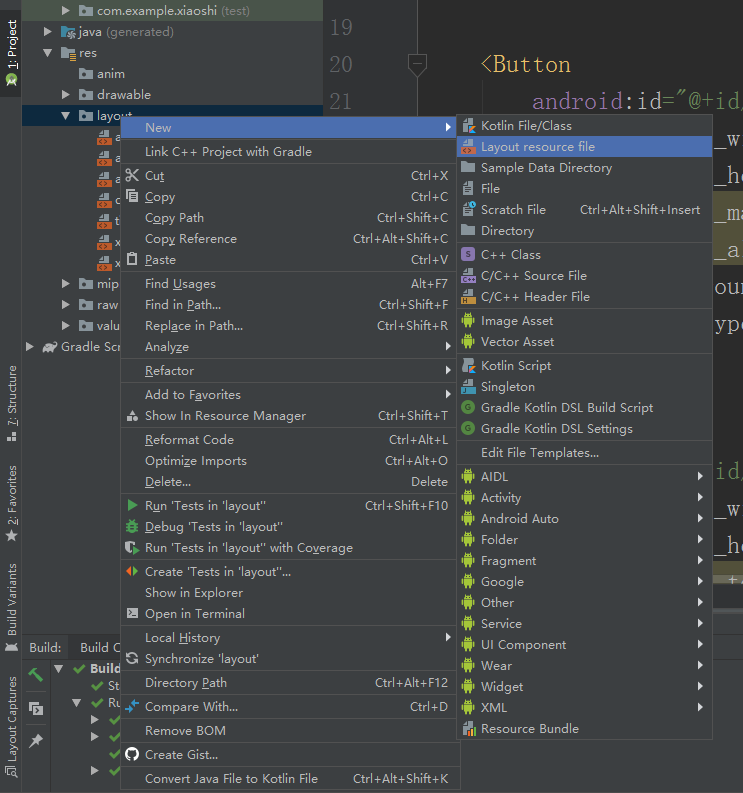 com.example.xiaoshi (test)
java (generated)
res
anim
drawable
layout
mip
raw
valu
Gradle Scr
1: Project
7: Structure
2: Favorites
Build Variants
Layout Captures
19
20
21
<Button
android:id="@+id/
_w
_he
_ma
_a
our
ype
id/
_w
_he
_+
New
Link C++ Project with Gradle
Cut Ctrl+X
Copy Ctrl+C
Copy Path Ctrl+Shift+C
Copy Reference Ctrl+Alt+Shift+C
Paste Ctrl+V
Find Usages Alt+F7
Find in Path... Ctrl+Shift+F
Replace in Path... Ctrl+Shift+R
Analyze
Refactor
Add to Favorites
Show In Resource Manager Ctrl+Shift+T
Reformat Code Ctrl+Alt+L
Optimize Imports Ctrl+Alt+O
Delete... Delete
Run 'Tests in 'layout'' Ctrl+Shift+F10
Debug 'Tests in 'layout''
Run 'Tests in 'layout'' with Coverage
Create 'Tests in 'layout''...
Show in Explorer
Open in Terminal
Local History
Synchronize 'layout'
Directory Path Ctrl+Alt+F12
Compare With... Ctrl+D
Remove BOM
Create Gist...
Convert Java File to Kotlin File Ctrl+Alt+Shift+K
Kotlin File/Class
Layout resource file
Sample Data Directory
File
Scratch File Ctrl+Alt+Shift+Insert
Directory
C++ Class
C/C++ Source File
C/C++ Header File
Image Asset
Vector Asset
Kotlin Script
Singleton
Gradle Kotlin DSL Build Script
Gradle Kotlin DSL Settings
Edit File Templates...
AIDL
Activity
Android Auto
Folder
Fragment
Google
Other
Service
UI Component
Wear
Widget
XML
Resource Bundle
Build: Build O
Build
St
Ru